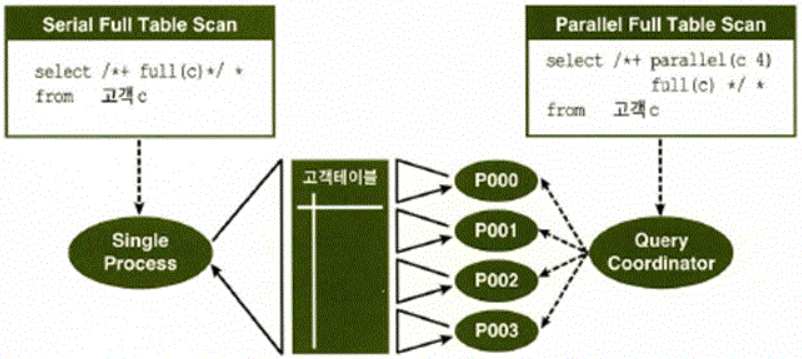 Serial Full Table Scan
select /*+ full(c)*/ *
from 고객c
Parallel Full Table Scan
select /*+ parallel(c 4)
full(c) */ *
from 고객c
고객테이블
Single
Process
P000
P001
P002
P003
Query
Coordinator